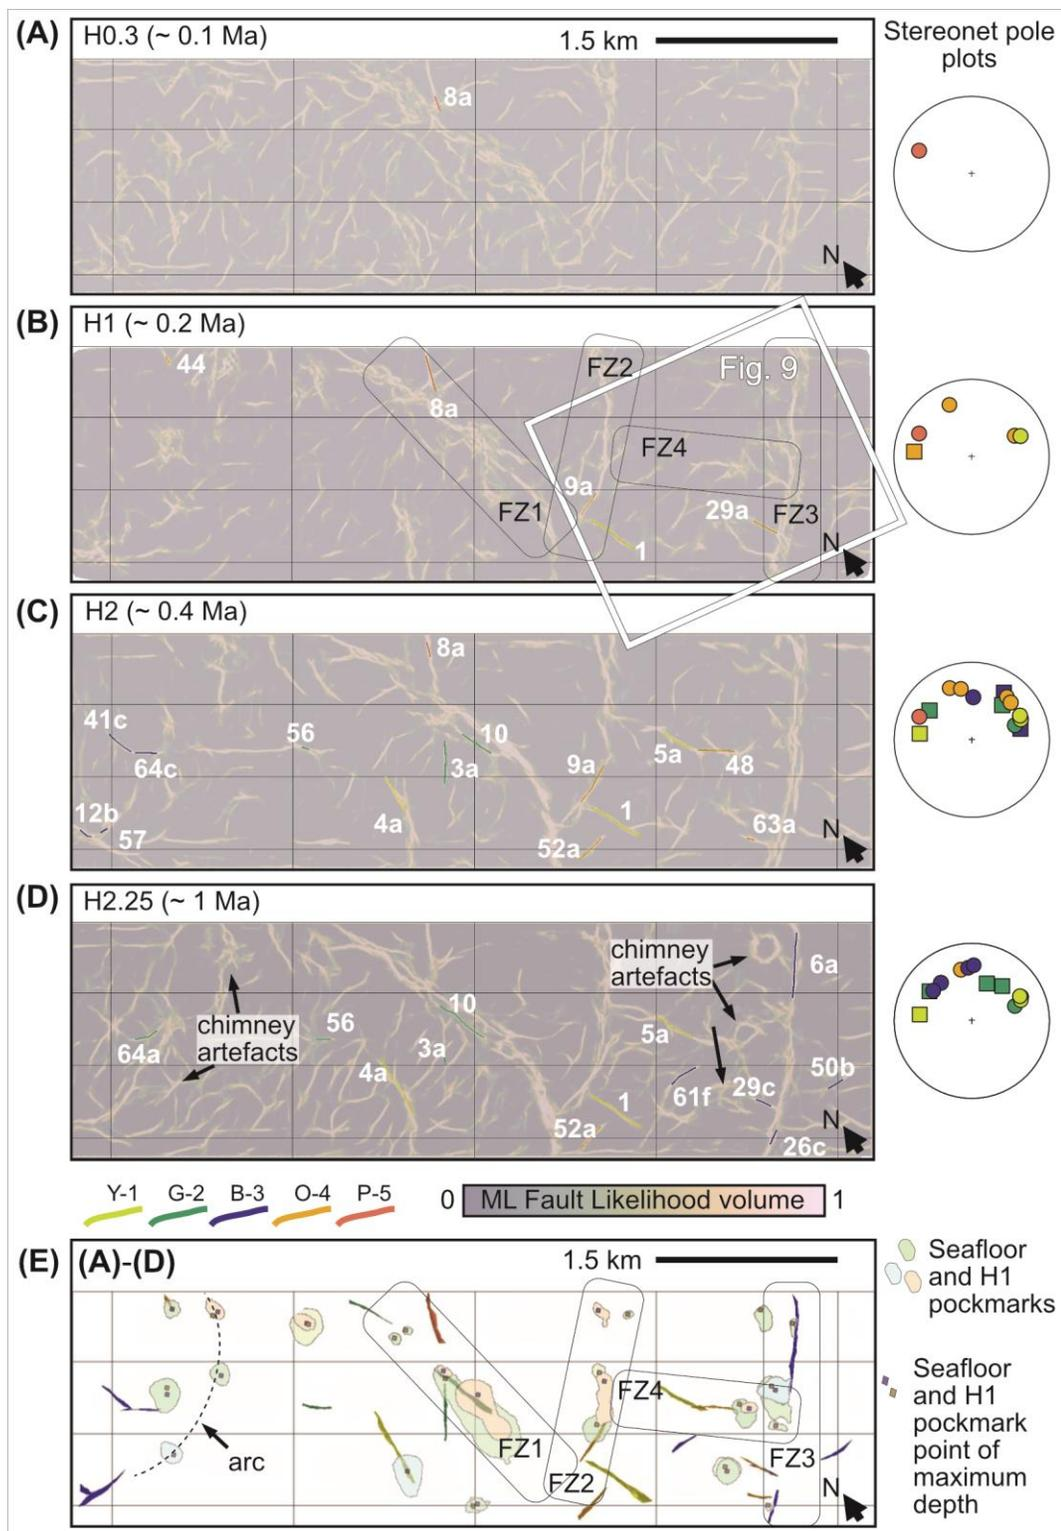 (A)
H0.3 (~ 0.1 Ma)
1.5 km
Stereonet pole
plots
8a
N
(B)
H1 (~ 0.2 Ma)
44
8a
FZ2
Fig. 9
FZ4
9a
FZ1
29a
FZ3
1
N
(C)
H2 (~ 0.4 Ma)
8a
41c
56
10
64c
3a
9a
5a
48
12b
57
4a
1
52a
63a
N
(D)
H2.25 (~ 1 Ma)
chimney
artefacts
6a
10
chimney
artefacts
56
5a
64a
3a
4a
50b
61f
29c
1
52a
26c
N
Y-1 G-2 B-3 O-4 P-5
0 ML Fault Likelihood volume 1
(E)
(A)-(D)
1.5 km
Seafloor
and H1
pockmarks
FZ4
arc
FZ1
FZ2
FZ3
N
Seafloor
and H1
pockmark
point of
maximum
depth